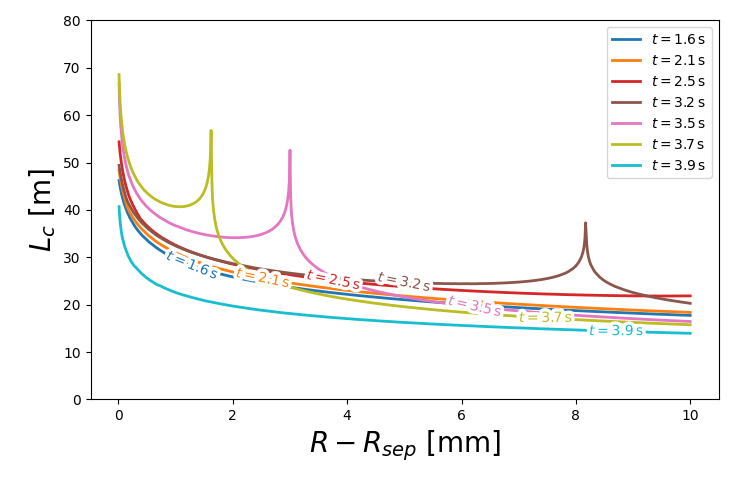 80
70
60
50
40
30
20
10
0
L_c [m]
t = 1.6 s
t = 2.1 s
t = 2.5 s
t = 3.2 s
t = 3.5 s
t = 3.7 s
t = 3.9 s
t = 1.6 s
t = 2.1 s
t = 2.5 s
t = 3.2 s
t = 3.5 s
t = 3.7 s
t = 3.9 s
0 2 4 6 8 10
R − R_sep [mm]